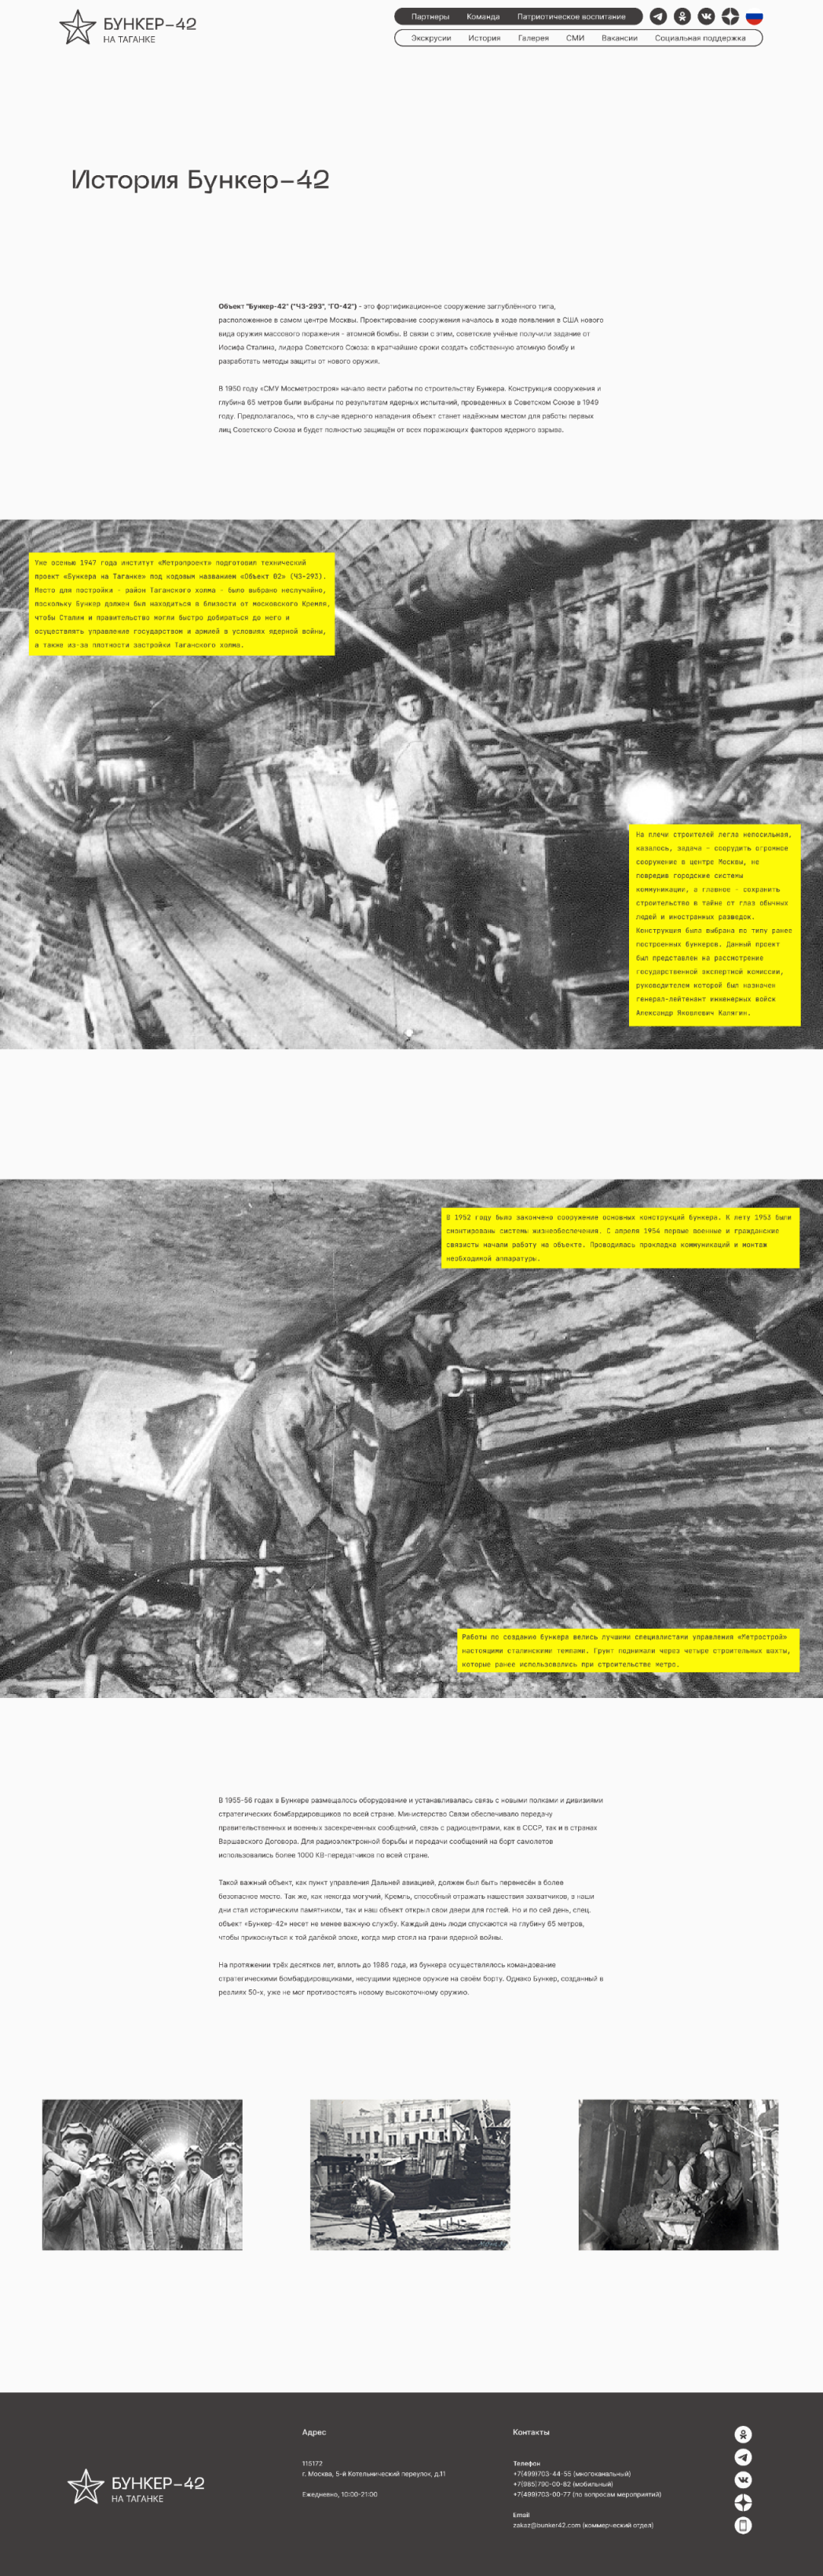 БУНКЕР-42
НА ТАГАНКЕ
Партнеры Команда Патриотическое воспитание
Экскрусии История Галерея СМИ Вакансии Социальная поддержка
История Бункер-42
Объект "Бункер-42" ("ЧЗ-293", "ГО-42") - это фортификационное сооружение заглублённого типа,
расположенное в самом центре Москвы. Проектирование сооружения началось в ходе появления в США нового
вида оружия массового поражения - атомной бомбы. В связи с этим, советские учёные получили задание от
Иосифа Сталина, лидера Советского Союза: в кратчайшие сроки создать собственную атомную бомбу и
разработать методы защиты от нового оружия.
В 1950 году «СМУ Мосметростроя» начало вести работы по строительству Бункера. Конструкция сооружения и
глубина 65 метров были выбраны по результатам ядерных испытаний, проведенных в Советском Союзе в 1949
году. Предполагалось, что в случае ядерного нападения объект станет надёжным местом для работы первых
лиц Советского Союза и будет полностью защищён от всех поражающих факторов ядерного взрыва.
Уже осенью 1947 года институт «Метропроект» подготовил технический
проект «Бункера на Таганке» под кодовым названием «Объект 02» (ЧЗ-293).
Место для постройки - район Таганского холма - было выбрано неслучайно,
поскольку Бункер должен был находиться в близости от московского Кремля,
чтобы Сталин и правительство могли быстро добираться до него и
осуществлять управление государством и армией в условиях ядерной войны,
а также из-за плотности застройки Таганского холма.
На плечи строителей легла непосильная,
казалось, задача - соорудить огромное
сооружение в центре Москвы, не
повредив городские системы
коммуникации, а главное - сохранить
строительство в тайне от глаз обычных
людей и иностранных разведок.
Конструкция была выбрана по типу ранее
построенных бункеров. Данный проект
был представлен на рассмотрение
государственной экспертной комиссии,
руководителем которой был назначен
генерал-лейтенант инженерных войск
Александр Яковлевич Калягин.
В 1952 году было закончено сооружение основных конструкций бункера. К лету 1953 были
смонтированы системы жизнеобеспечения. С апреля 1954 первые военные и гражданские
связисты начали работу на объекте. Проводилась прокладка коммуникаций и монтаж
необходимой аппаратуры.
Работы по создание бункера велись лучшими специалистами управления «Метрострой»
настоящими сталинскими темпами. Грунт поднимали через четыре строительных шахты,
которые ранее использовались при строительстве метро.
В 1955-56 годах в Бункере размещалось оборудование и устанавливалась связь с новыми полками и дивизиями
стратегических бомбардировщиков по всей стране. Министерство Связи обеспечивало передачу
правительственных и военных засекреченных сообщений, связь с радиоцентрами, как в СССР, так и в странах
Варшавского Договора. Для радиоэлектронной борьбы и передачи сообщений на борт самолетов
использовались более 1000 КВ-передатчиков по всей стране.
Такой важный объект, как пункт управления Дальней авиацией, должен был быть перенесён в более
безопасное место. Так же, как некогда могучий, Кремль, способный отражать нашествия захватчиков, в наши
дни стал историческим памятником, так и наш объект открыл свои двери для гостей. Но и по сей день, спец.
объект «Бункер-42» несет не менее важную службу. Каждый день люди спускаются на глубину 65 метров,
чтобы прикоснуться к той далёкой эпохе, когда мир стоял на грани ядерной войны.
На протяжении трёх десятков лет, вплоть до 1986 года, из бункера осуществлялось командование
стратегическими бомбардировщиками, несущими ядерное оружие на своём борту. Однако Бункер, созданный в
реалиях 50-х, уже не мог противостоять новому высокоточному оружию.
БУНКЕР-42
НА ТАГАНКЕ
Адрес
115172
г. Москва, 5-й Котельнический переулок, д.11
Ежедневно, 10:00-21:00
Контакты
Телефон
+7(499)703-44-55 (многоканальный)
+7(985)790-00-82 (мобильный)
+7(499)703-00-77 (по вопросам мероприятий)
Email
zakaz@bunker42.com (коммерческий отдел)